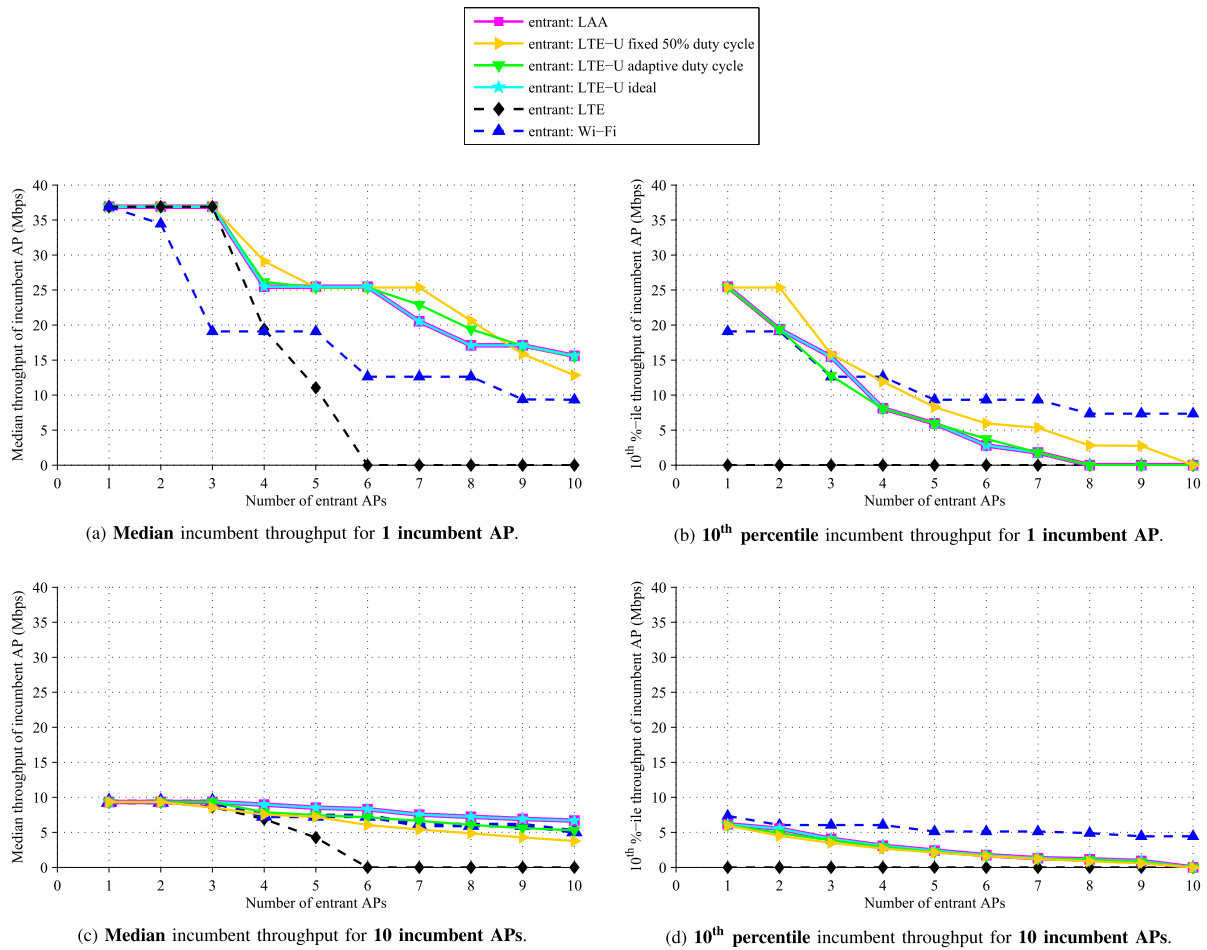 entrant: LAA
entrant: LTE−U fixed 50% duty cycle
entrant: LTE−U adaptive duty cycle
entrant: LTE−U ideal
entrant: LTE
entrant: Wi−Fi
Median throughput of incumbent AP (Mbps)
40
35
30
25
20
15
10
5
0
0 1 2 3 4 5 6 7 8 9 10
Number of entrant APs
(a) Median incumbent throughput for 1 incumbent AP.
10th %−ile throughput of incumbent AP (Mbps)
40
35
30
25
20
15
10
5
0
0 1 2 3 4 5 6 7 8 9 10
Number of entrant APs
(b) 10th percentile incumbent throughput for 1 incumbent AP.
Median throughput of incumbent AP (Mbps)
40
35
30
25
20
15
10
5
0
0 1 2 3 4 5 6 7 8 9 10
Number of entrant APs
(c) Median incumbent throughput for 10 incumbent APs.
10th %−ile throughput of incumbent AP (Mbps)
40
35
30
25
20
15
10
5
0
0 1 2 3 4 5 6 7 8 9 10
Number of entrant APs
(d) 10th percentile incumbent throughput for 10 incumbent APs.